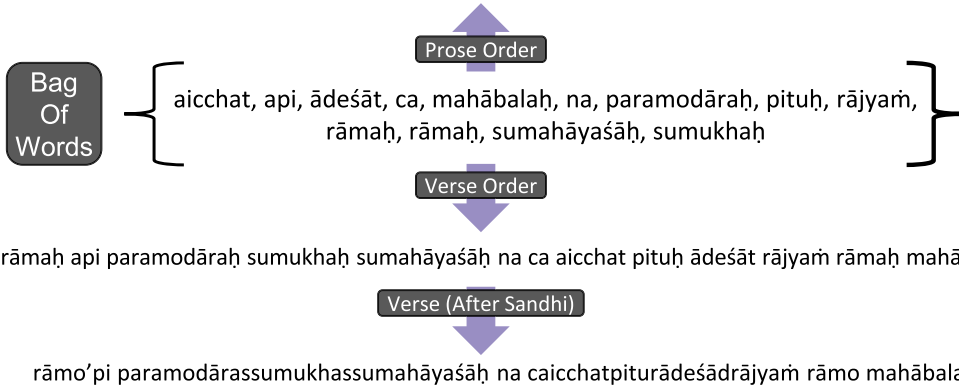 Prose Order
Bag
Of
Words
aicchat, api, ādeśāt, ca, mahābalaḥ, na, paramodāraḥ, pituḥ, rājyaṁ,
rāmaḥ, rāmaḥ, sumahāyaśāḥ, sumukhaḥ
Verse Order
rāmaḥ api paramodāraḥ sumukhaḥ sumahāyaśāḥ na ca aicchat pituḥ ādeśāt rājyaṁ rāmaḥ mahā
Verse (After Sandhi)
rāmo’pi paramodārassumukhassumahāyaśāḥ na caicchatpiturādeśādrājyaṁ rāmo mahābala